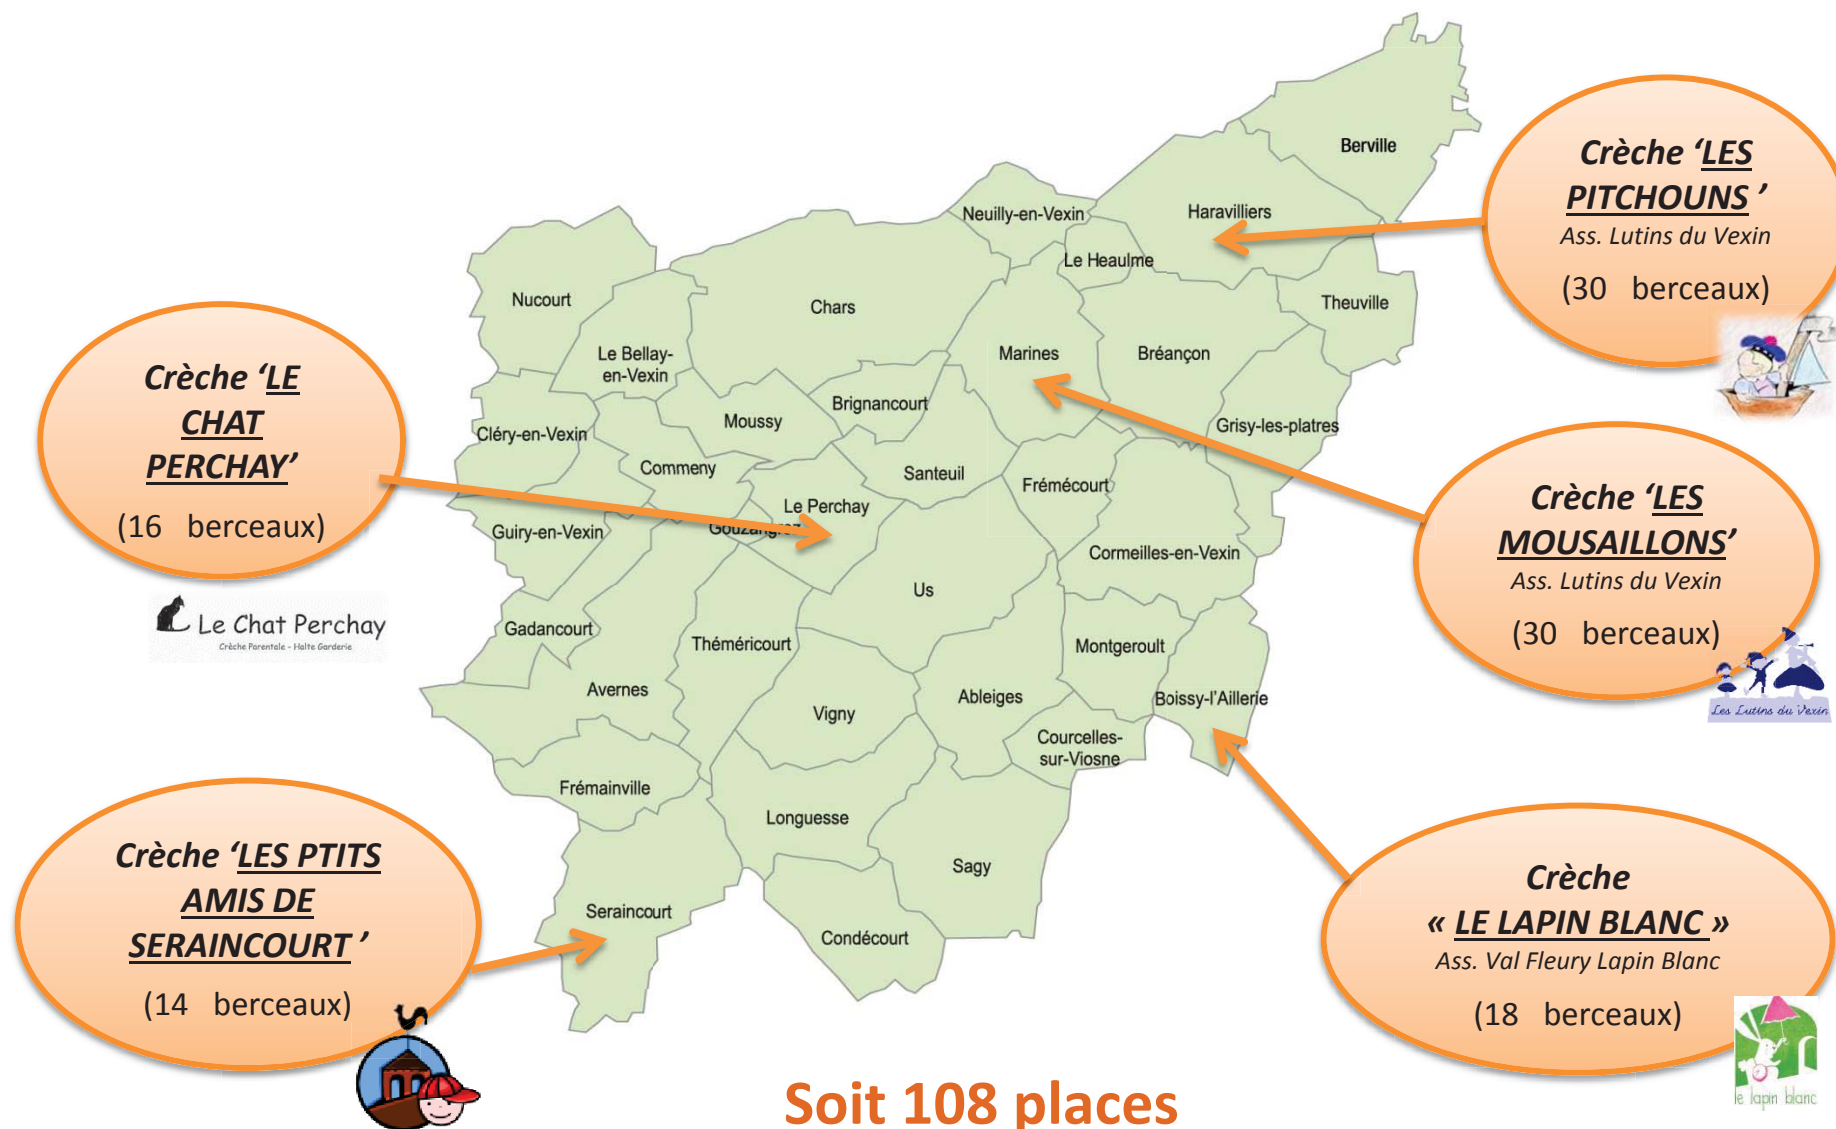 Berville
Crèche ‘LES
PITCHOUNS ’
Ass. Lutins du Vexin
(30 berceaux)
Neuilly-en-Vexin
Haravilliers
Le Heaulme
Nucourt
Chars
Theuville
Le Bellay-
en-Vexin
Marines
Bréançon
Crèche ‘LE
CHAT
PERCHAY’
(16 berceaux)
Le Chat Perchay
Crèche Parentale - Halte Garderie
Moussy
Brignancourt
Cléry-en-Vexin
Grisy-les-platres
Commeny
Santeuil
Frémécourt
Le Perchay
Gouzangrez
Guiry-en-Vexin
Cormeilles-en-Vexin
Crèche ‘LES
MOUSAILLONS’
Ass. Lutins du Vexin
(30 berceaux)
Les Lutins du Vexin
Us
Gadancourt
Théméricourt
Montgeroult
Avernes
Ableiges
Boissy-l'Aillerie
Vigny
Courcelles-
sur-Viosne
Frémainville
Longuesse
Sagy
Seraincourt
Condécourt
Crèche ‘LES PTITS
AMIS DE
SERAINCOURT ’
(14 berceaux)
Crèche
« LE LAPIN BLANC »
Ass. Val Fleury Lapin Blanc
(18 berceaux)
le lapin blanc
Soit 108 places